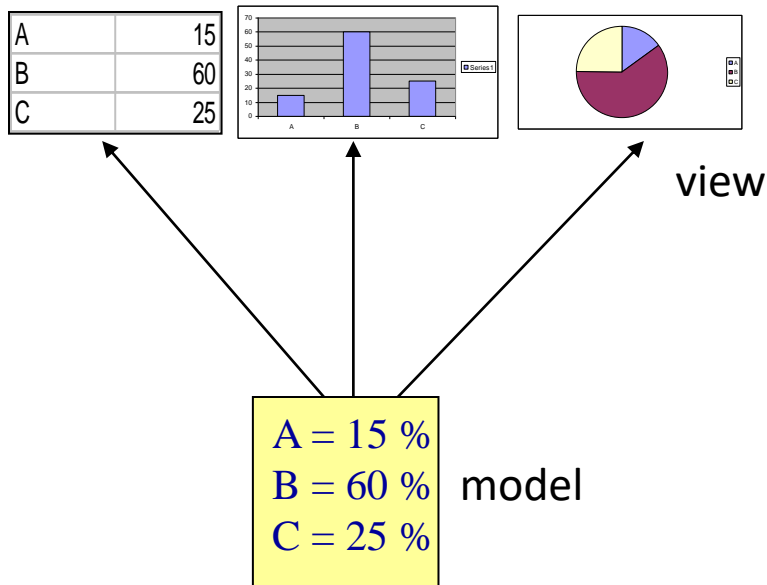 A 15
B 60
C 25
70
60
50
40
30
20
10
0
A B C
Series1
A
B
C
view
A = 15 %
B = 60 %
C = 25 %
model